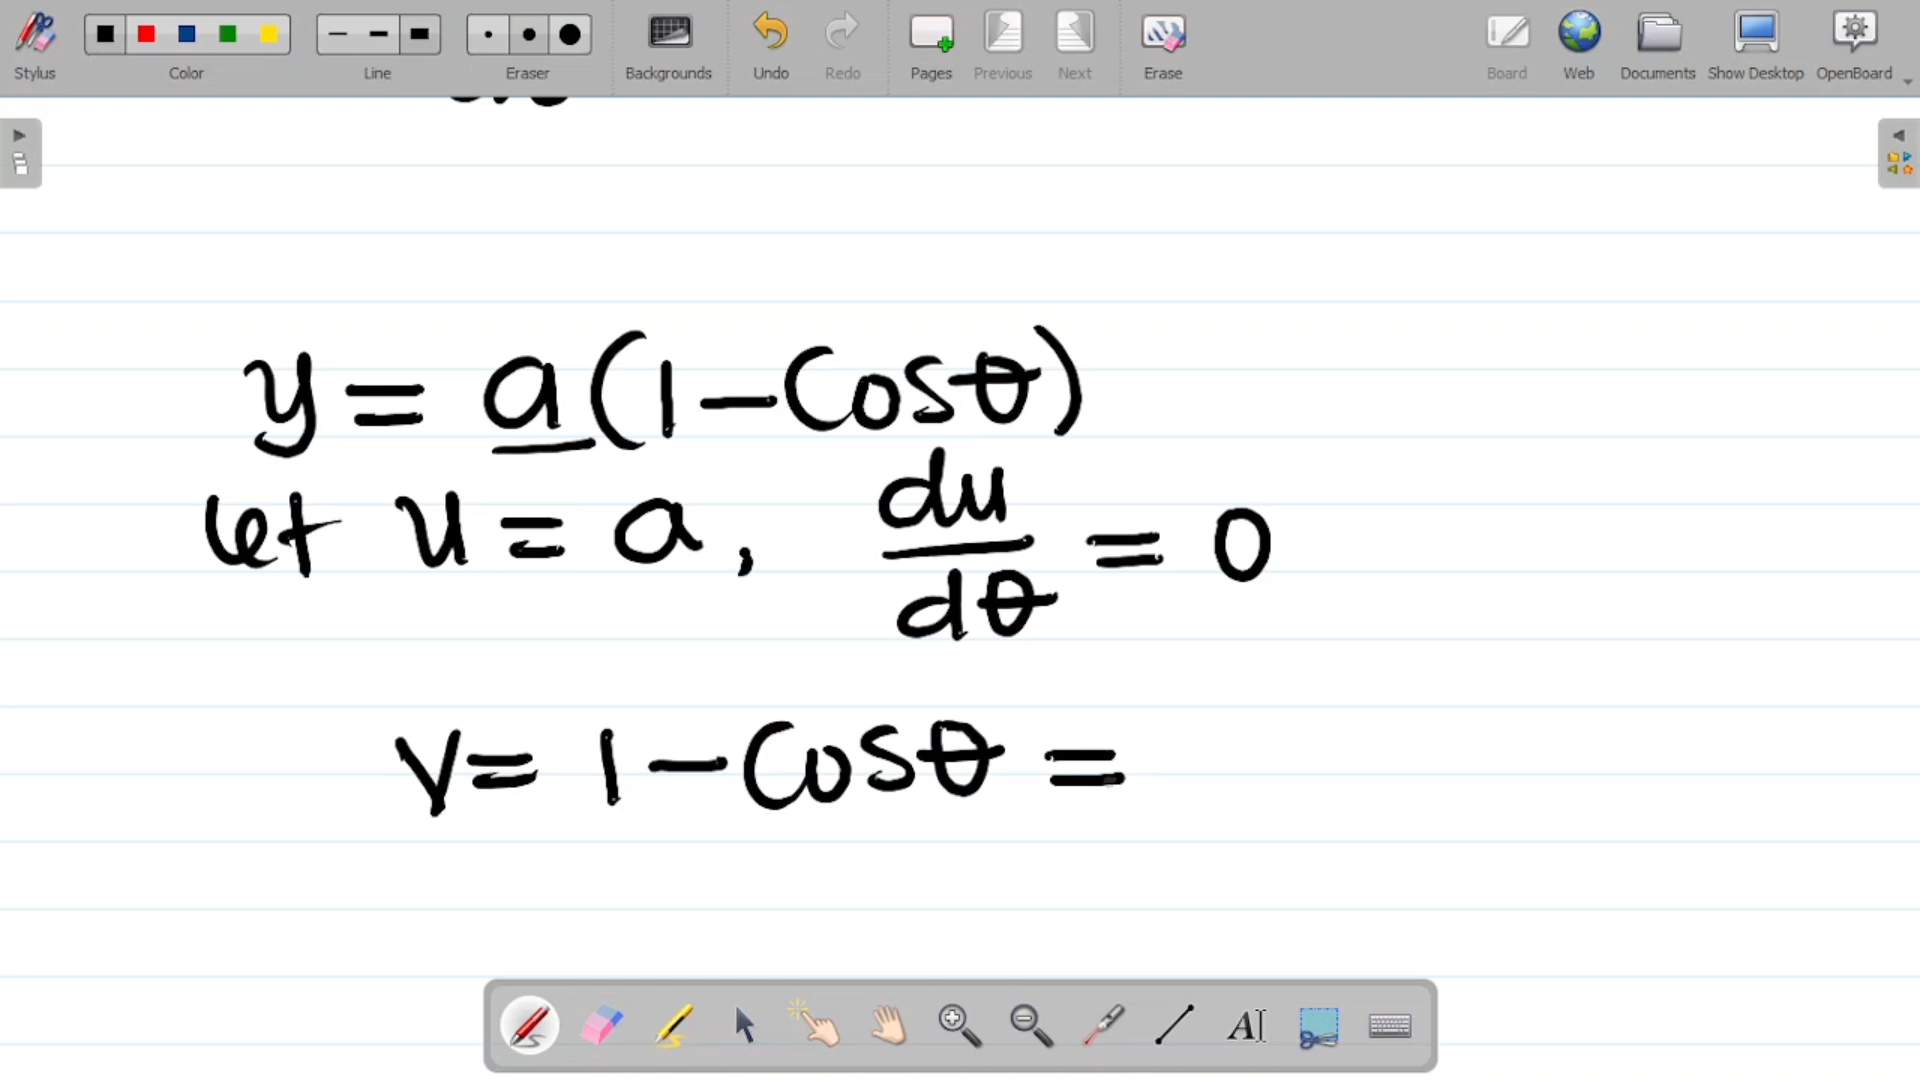 Stylus Color Line Eraser Backgrounds Undo Redo Pages Previous Next Erase Board Web Documents Show Desktop OpenBoard
y = a(1-Cosθ)
let u = a, du/dθ = 0
v = 1-Cosθ =